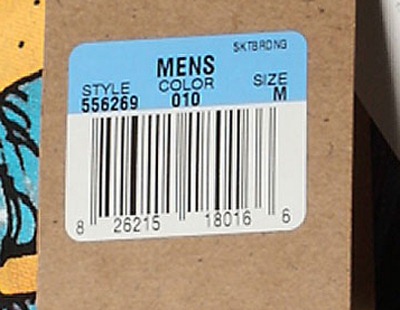 SKTBRDNG
MENS
STYLE COLOR SIZE
556269 010 M
8 26215 18016 6